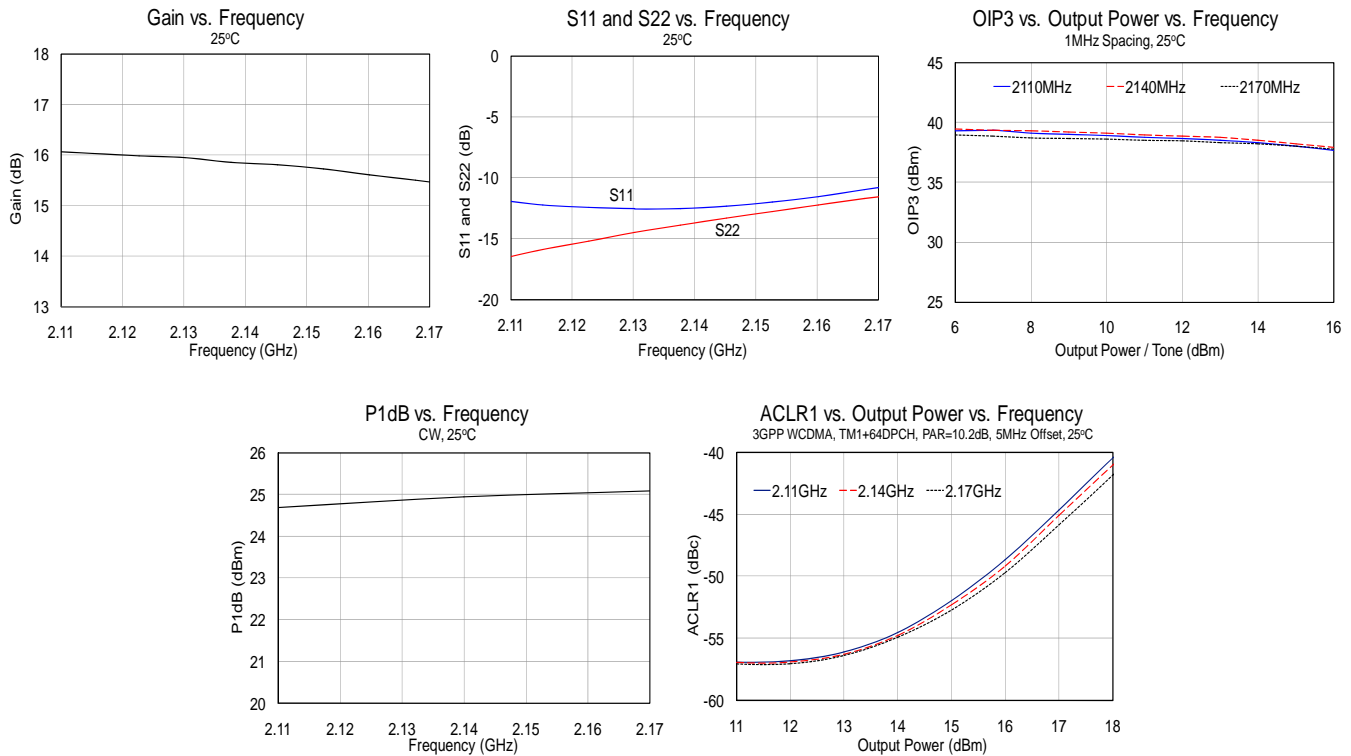 Gain vs. Frequency
25ºC
18
17
16
15
14
13
Gain (dB)
2.11 2.12 2.13 2.14 2.15 2.16 2.17
Frequency (GHz)
S11 and S22 vs. Frequency
25ºC
0
-5
-10
-15
-20
S11 and S22 (dB)
S11
S22
2.11 2.12 2.13 2.14 2.15 2.16 2.17
Frequency (GHz)
OIP3 vs. Output Power vs. Frequency
1MHz Spacing, 25ºC
45
40
35
30
25
OIP3 (dBm)
2110MHz 2140MHz 2170MHz
6 8 10 12 14 16
Output Power / Tone (dBm)
P1dB vs. Frequency
CW, 25ºC
26
25
24
23
22
21
20
P1dB (dBm)
2.11 2.12 2.13 2.14 2.15 2.16 2.17
Frequency (GHz)
ACLR1 vs. Output Power vs. Frequency
3GPP WCDMA, TM1+64DPCH, PAR=10.2dB, 5MHz Offset, 25ºC
-40
-45
-50
-55
-60
ACLR1 (dBc)
2.11GHz 2.14GHz 2.17GHz
11 12 13 14 15 16 17 18
Output Power (dBm)